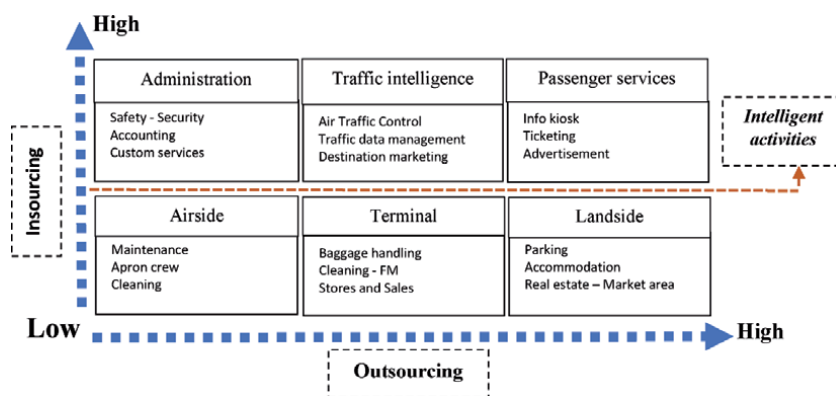 High
Administration
Traffic intelligence
Passenger services
Safety - Security
Accounting
Custom services
Air Traffic Control
Traffic data management
Destination marketing
Info kiosk
Ticketing
Advertisement
Intelligent
activities
Insourcing
Airside
Terminal
Landside
Maintenance
Apron crew
Cleaning
Baggage handling
Cleaning - FM
Stores and Sales
Parking
Accommodation
Real estate – Market area
Low
High
Outsourcing